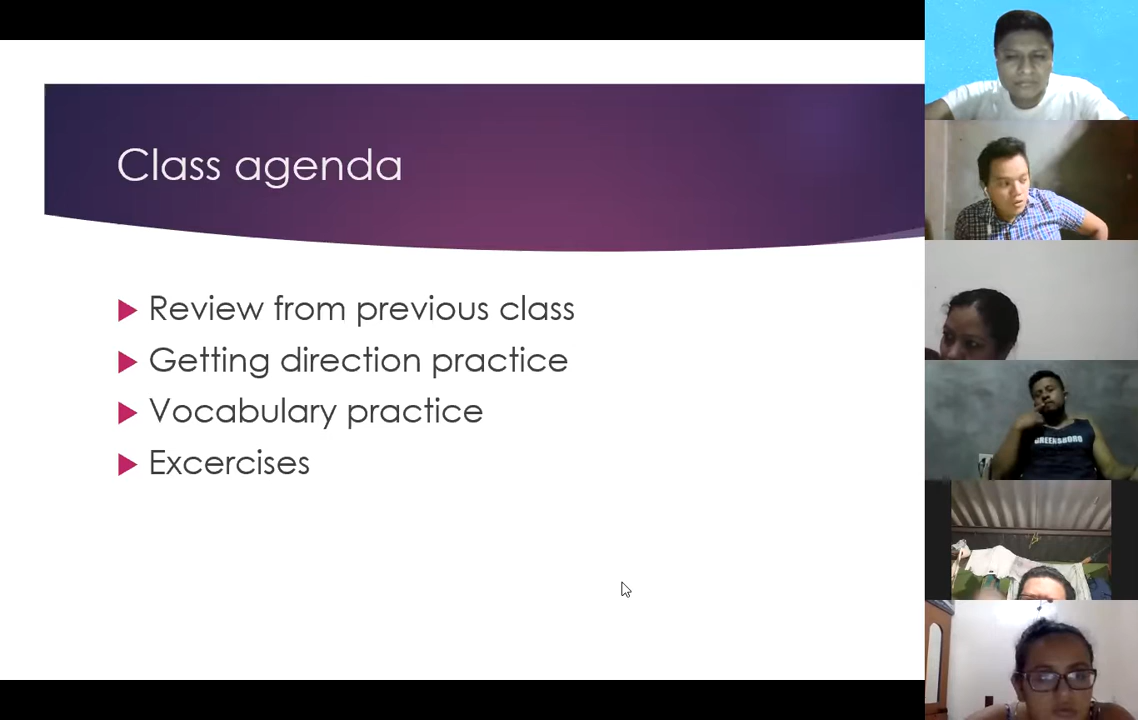 Class agenda
Review from previous class
Getting direction practice
Vocabulary practice
Excercises
GREENSBORO